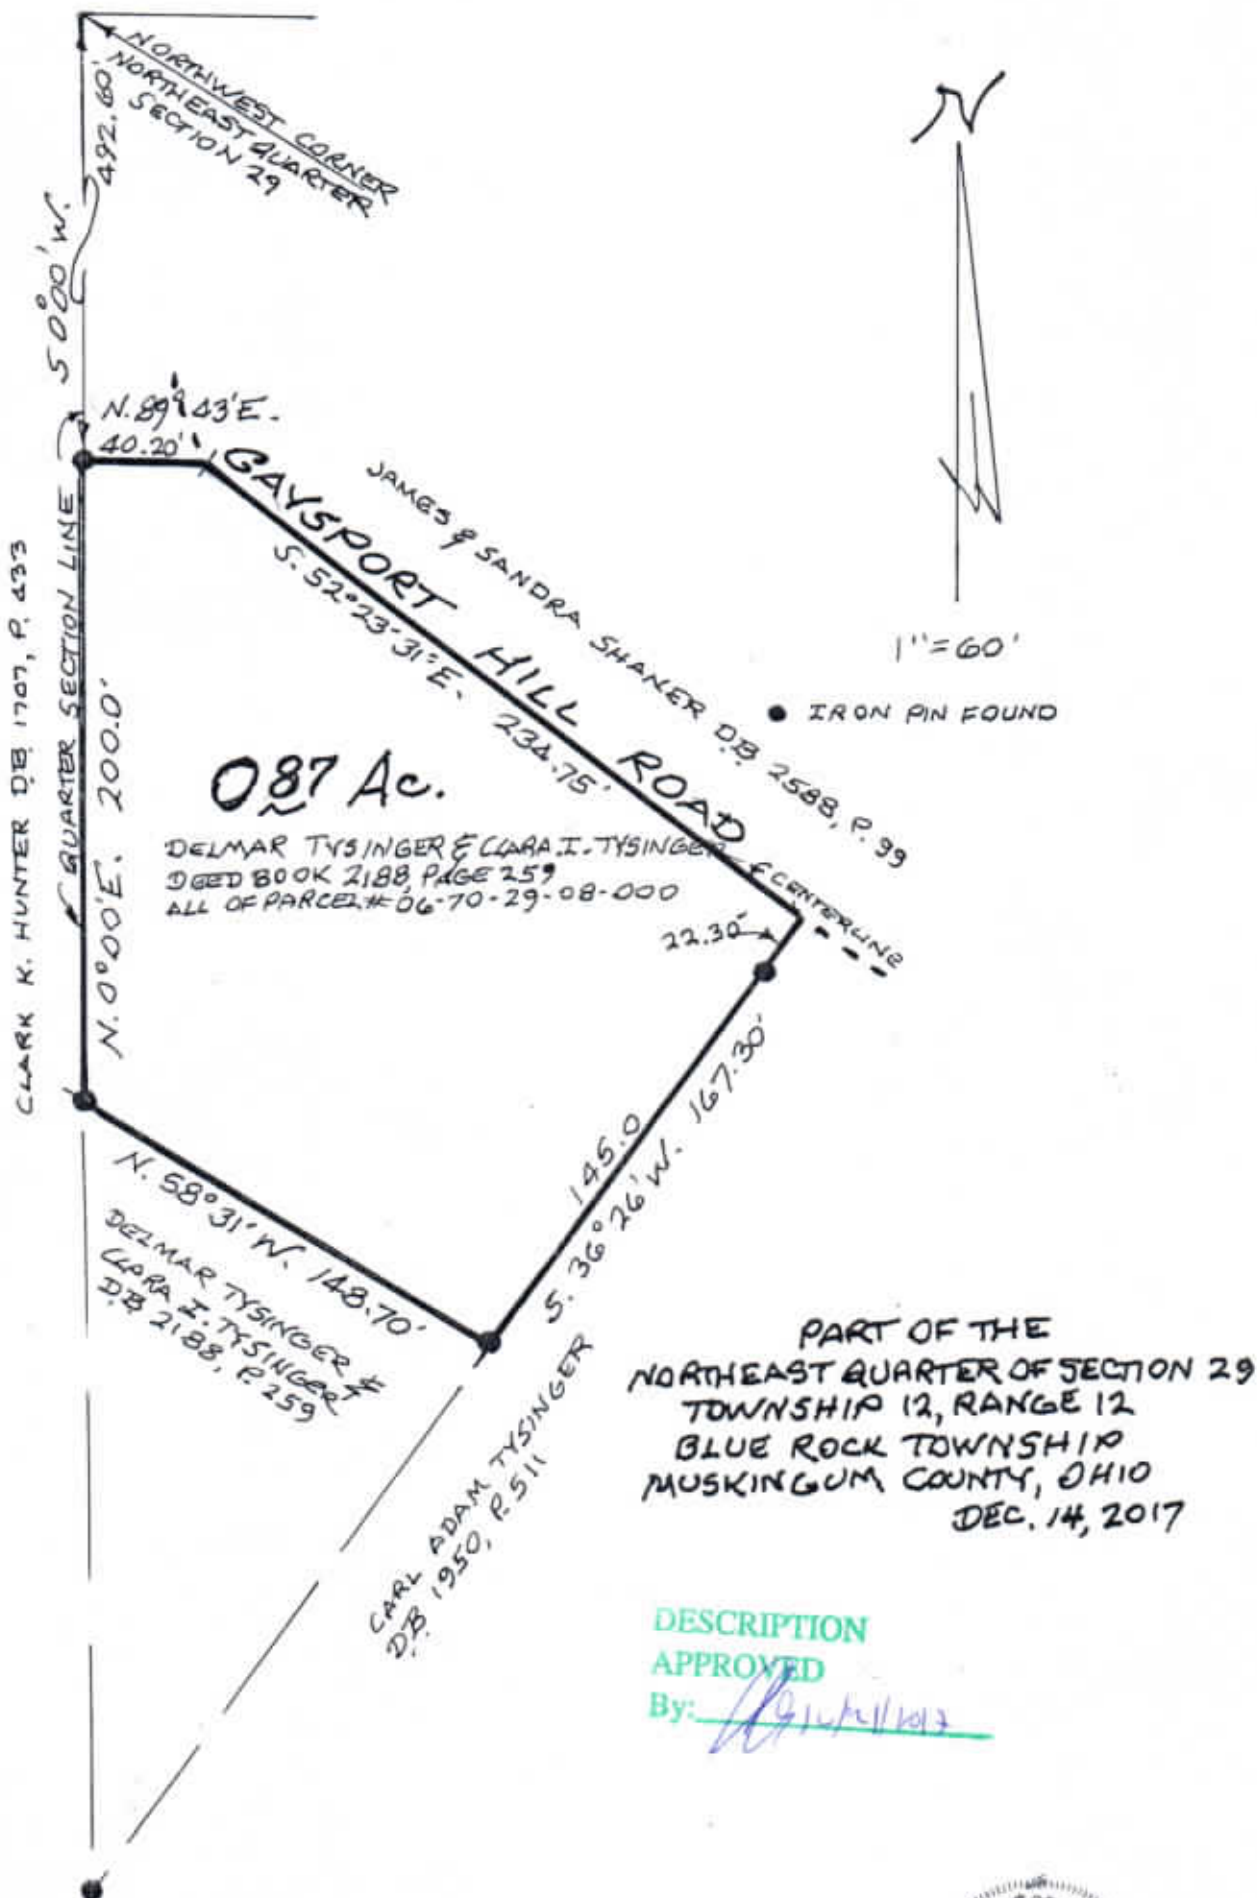 NORTHWEST CORNER
NORTHEAST QUARTER
SECTION 29
492.60'
S 0°00' W.
N. 89°43'E.
40.20'
GAYSPORT HILL ROAD
JAMES & SANDRA SHANER D.B. 2588, P. 99
S. 52°23'31"E. 234.75'
N
1"=60'
● IRON PIN FOUND
CLARK K. HUNTER D.B. 1707, P. 433
QUARTER SECTION LINE
N. 0°00'E. 200.0'
0.87 Ac.
DELMAR TYSINGER & CLARA I. TYSINGER
DEED BOOK 2188, PAGE 259
ALL OF PARCEL # 06-70-29-08-000
℄ CENTERLINE
22.30'
145.0
S. 36°26'W. 167.30'
N. 58°31'W. 148.70'
DELMAR TYSINGER &
CLARA I. TYSINGER
D.B. 2188, P. 259
CARL ADAM TYSINGER
D.B. 1950, P. 511
PART OF THE
NORTHEAST QUARTER OF SECTION 29
TOWNSHIP 12, RANGE 12
BLUE ROCK TOWNSHIP
MUSKINGUM COUNTY, OHIO
DEC. 14, 2017
DESCRIPTION
APPROVED
By: